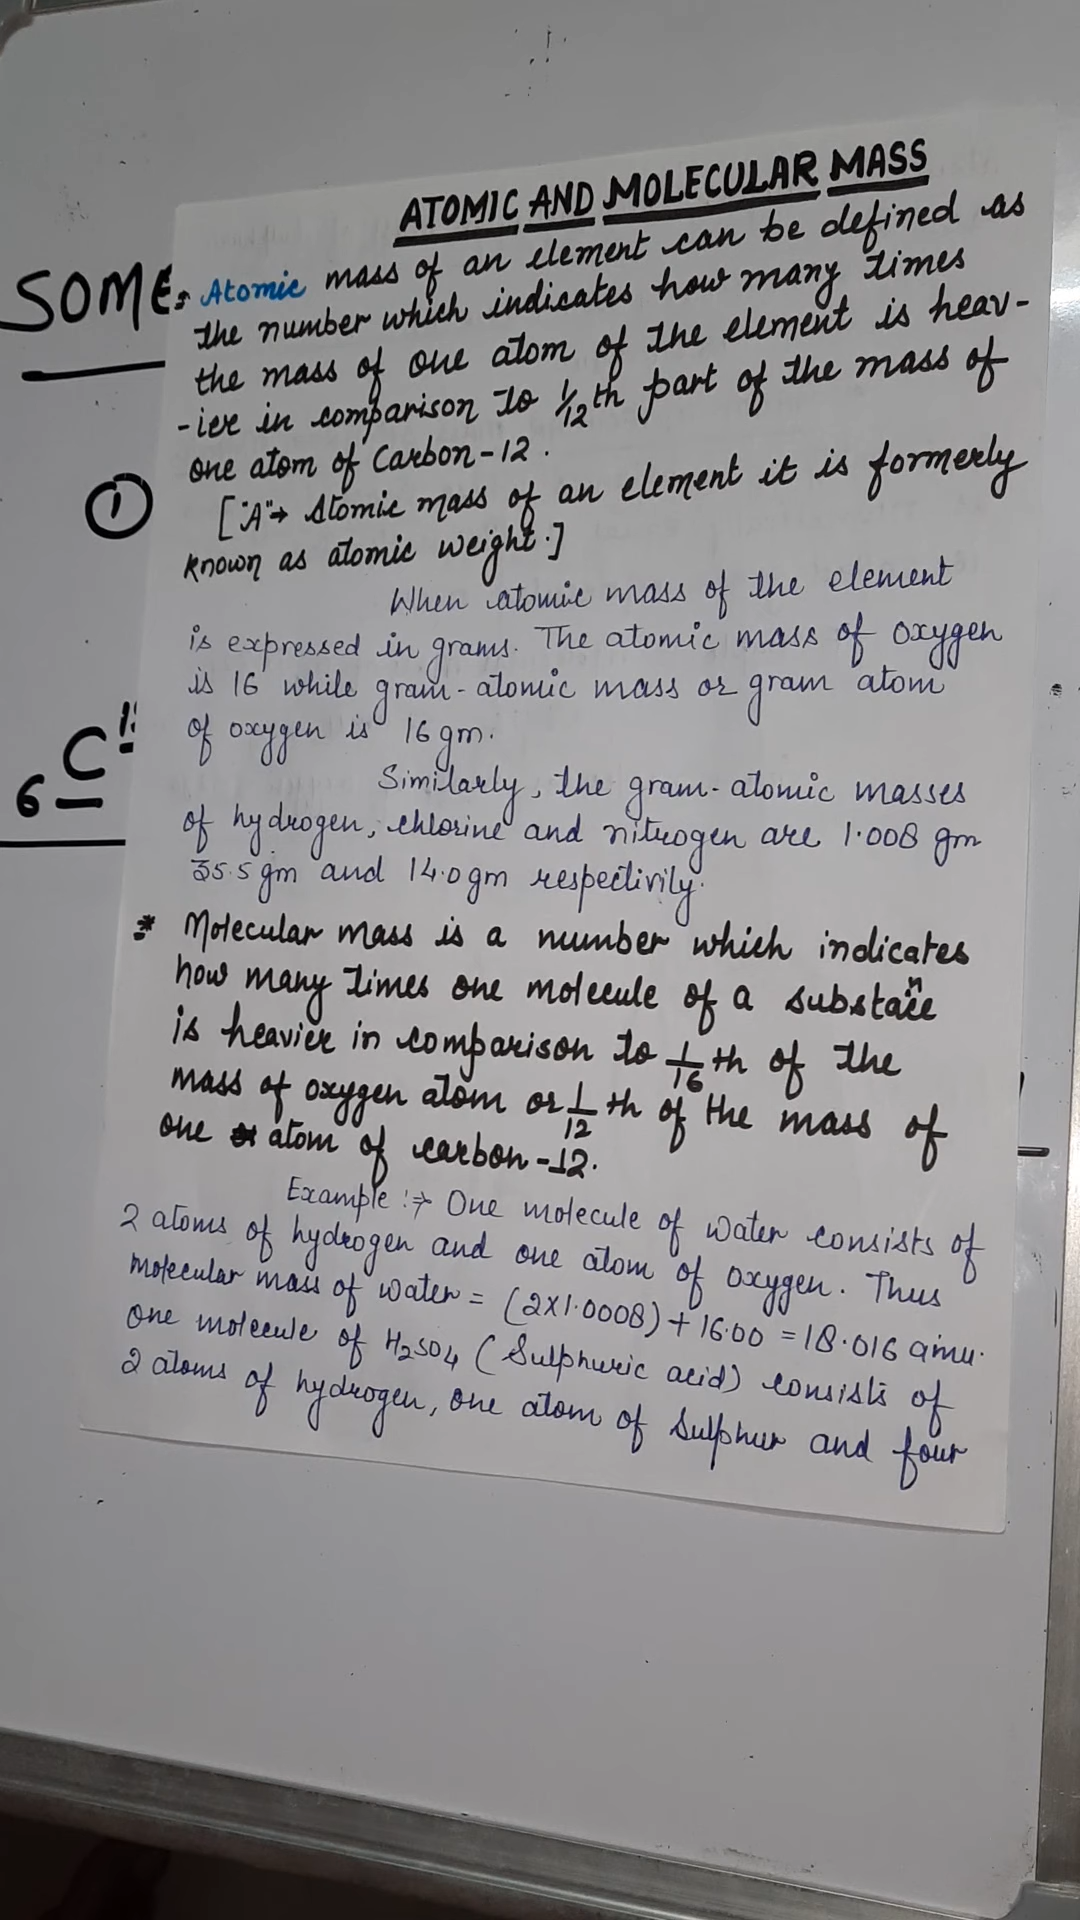 ATOMIC AND MOLECULAR MASS
SOME
Atomic mass of an element can be defined as
the number which indicates how many times
the mass of one atom of the element is heav-
-ier in comparison to 1/12th part of the mass of
one atom of Carbon-12.
①
["A"→ Atomic mass of an element it is formerly
known as atomic weight.]
When atomic mass of the element
is expressed in grams. The atomic mass of oxygen
is 16 while gram-atomic mass or gram atom
of oxygen is 16 gm.
6 C
Similarly, the gram-atomic masses
of hydrogen, chlorine and nitrogen are 1.008 gm
35.5 gm and 14.0 gm respectivily.
* Molecular mass is a number which indicates
how many times one molecule of a substance
is heavier in comparison to 1/16 th of the
mass of oxygen atom or 1/12 th of the mass of
one atom of carbon-12.
Example :→ One molecule of water consists of
2 atoms of hydrogen and one atom of oxygen. Thus
molecular mass of water = (2x1.0008) + 16.00 = 18.016 amu.
one molecule of H2SO4 (Sulphuric acid) consists of
2 atoms of hydrogen, one atom of Sulphur and four